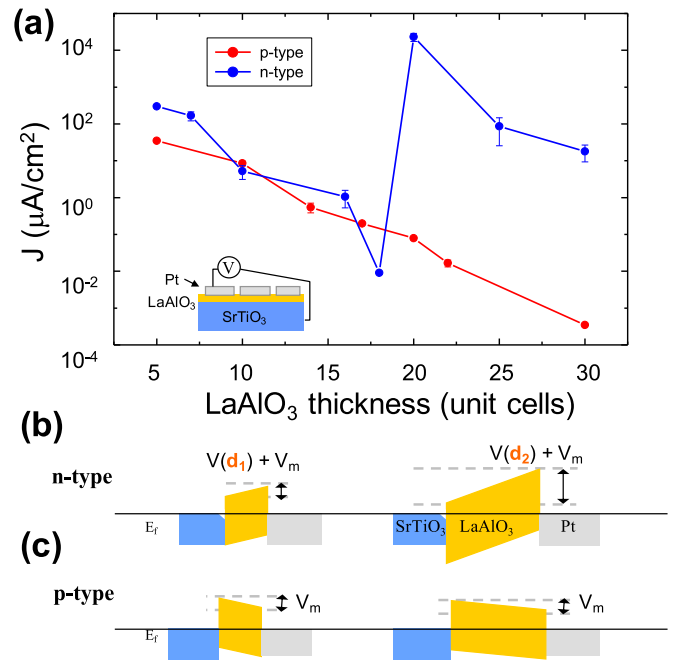 (a)
10⁴
10²
10⁰
10⁻²
10⁻⁴
J (μA/cm²)
p-type
n-type
V
Pt
LaAlO₃
SrTiO₃
5 10 15 20 25 30
LaAlO₃ thickness (unit cells)
(b)
n-type
V(d₁) + Vₘ
V(d₂) + Vₘ
E_f
SrTiO₃ LaAlO₃ Pt
(c)
p-type
Vₘ
Vₘ
E_f